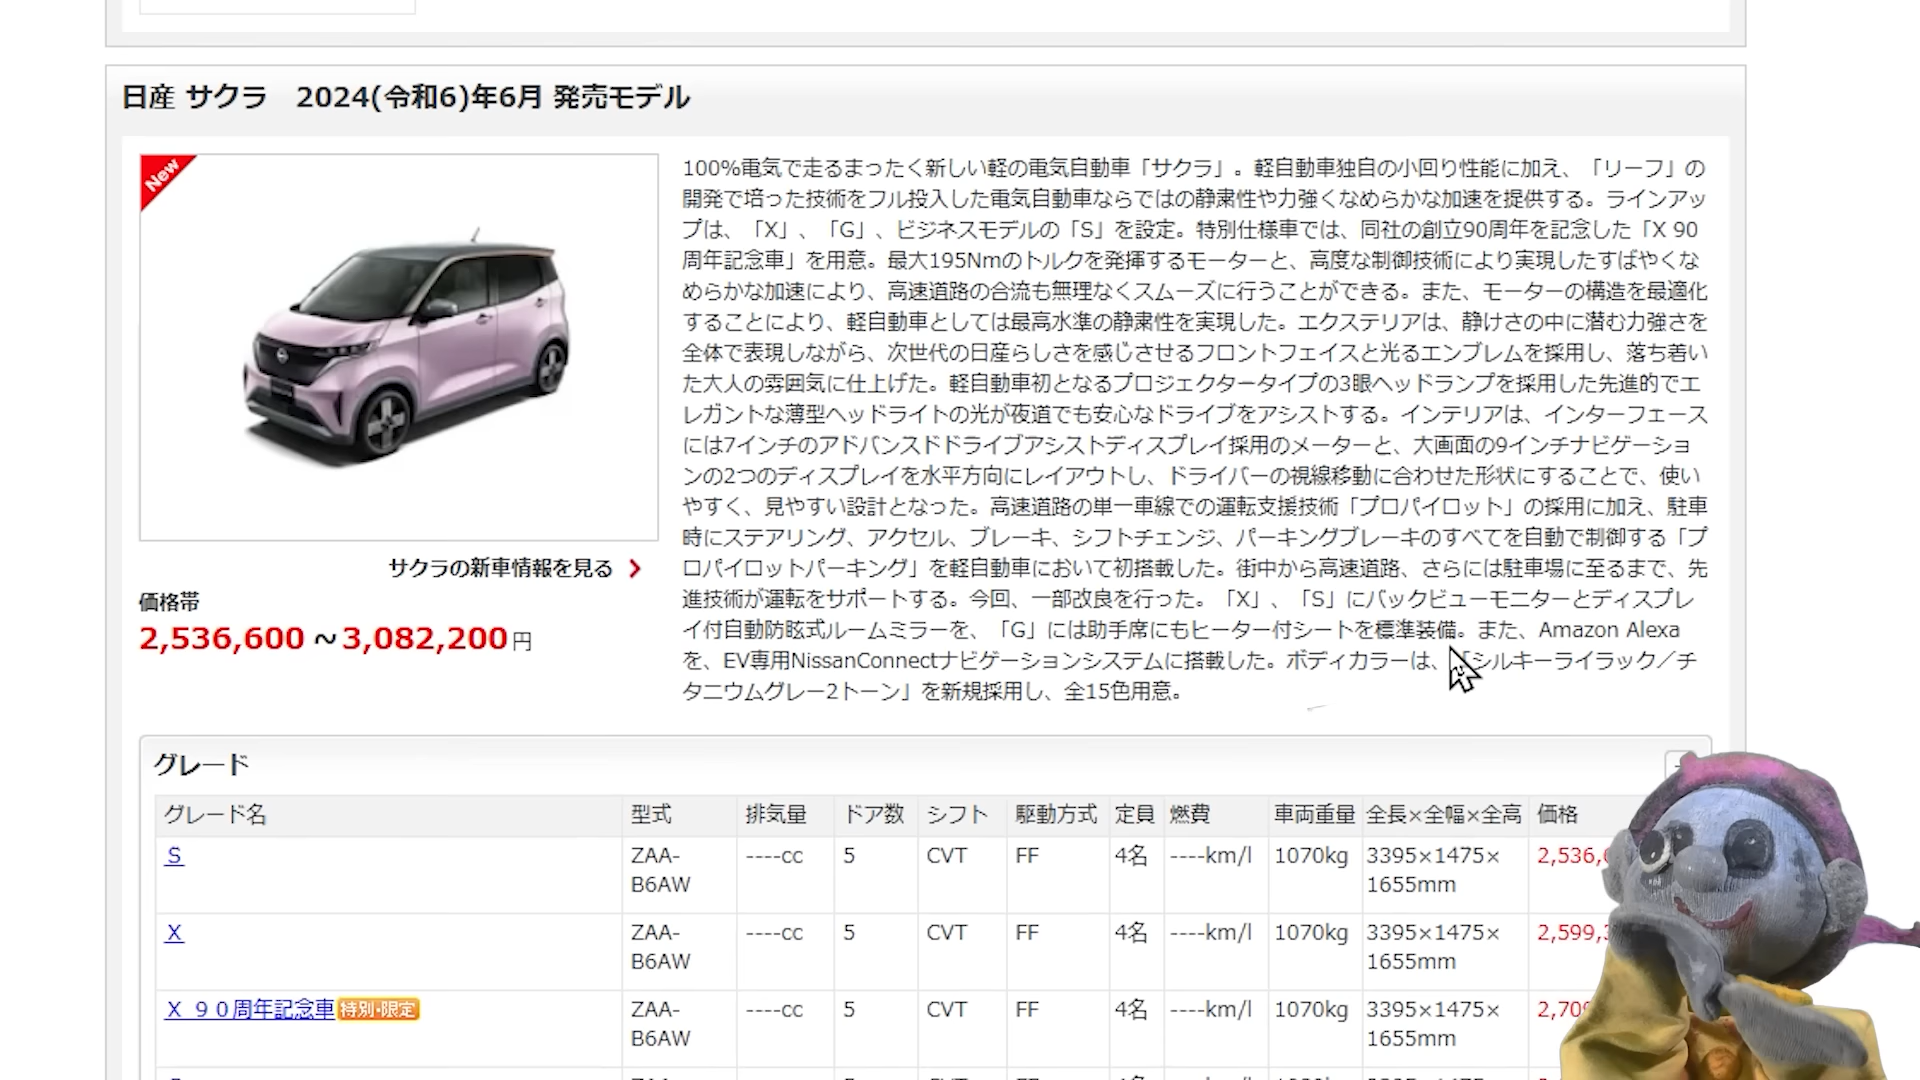 日産 サクラ　2024(令和6)年6月 発売モデル
New
100%電気で走るまったく新しい軽の電気自動車「サクラ」。軽自動車独自の小回り性能に加え、「リーフ」の
開発で培った技術をフル投入した電気自動車ならではの静粛性や力強くなめらかな加速を提供する。ラインアッ
プは、「X」、「G」、ビジネスモデルの「S」を設定。特別仕様車では、同社の創立90周年を記念した「X 90
周年記念車」を用意。最大195Nmのトルクを発揮するモーターと、高度な制御技術により実現したすばやくな
めらかな加速により、高速道路の合流も無理なくスムーズに行うことができる。また、モーターの構造を最適化
することにより、軽自動車としては最高水準の静粛性を実現した。エクステリアは、静けさの中に潜む力強さを
全体で表現しながら、次世代の日産らしさを感じさせるフロントフェイスと光るエンブレムを採用し、落ち着い
た大人の雰囲気に仕上げた。軽自動車初となるプロジェクタータイプの3眼ヘッドランプを採用した先進的でエ
レガントな薄型ヘッドライトの光が夜道でも安心なドライブをアシストする。インテリアは、インターフェース
には7インチのアドバンスドドライブアシストディスプレイ採用のメーターと、大画面の9インチナビゲーショ
ンの2つのディスプレイを水平方向にレイアウトし、ドライバーの視線移動に合わせた形状にすることで、使い
やすく、見やすい設計となった。高速道路の単一車線での運転支援技術「プロパイロット」の採用に加え、駐車
時にステアリング、アクセル、ブレーキ、シフトチェンジ、パーキングブレーキのすべてを自動で制御する「プ
ロパイロットパーキング」を軽自動車において初搭載した。街中から高速道路、さらには駐車場に至るまで、先
進技術が運転をサポートする。今回、一部改良を行った。「X」、「S」にバックビューモニターとディスプレ
イ付自動防眩式ルームミラーを、「G」には助手席にもヒーター付シートを標準装備。また、Amazon Alexa
を、EV専用NissanConnectナビゲーションシステムに搭載した。ボディカラーは、「シルキーライラック／チ
タニウムグレー2トーン」を新規採用し、全15色用意。
サクラの新車情報を見る
価格帯
2,536,600 ～3,082,200円
グレード
グレード名 型式 排気量 ドア数 シフト 駆動方式 定員 燃費 車両重量 全長×全幅×全高 価格
S ZAA- ----cc 5 CVT FF 4名 ----km/l 1070kg 3395×1475× 2,536,
B6AW 1655mm
X ZAA- ----cc 5 CVT FF 4名 ----km/l 1070kg 3395×1475× 2,599,
B6AW 1655mm
X ９０周年記念車 特別・限定 ZAA- ----cc 5 CVT FF 4名 ----km/l 1070kg 3395×1475× 2,70
B6AW 1655mm